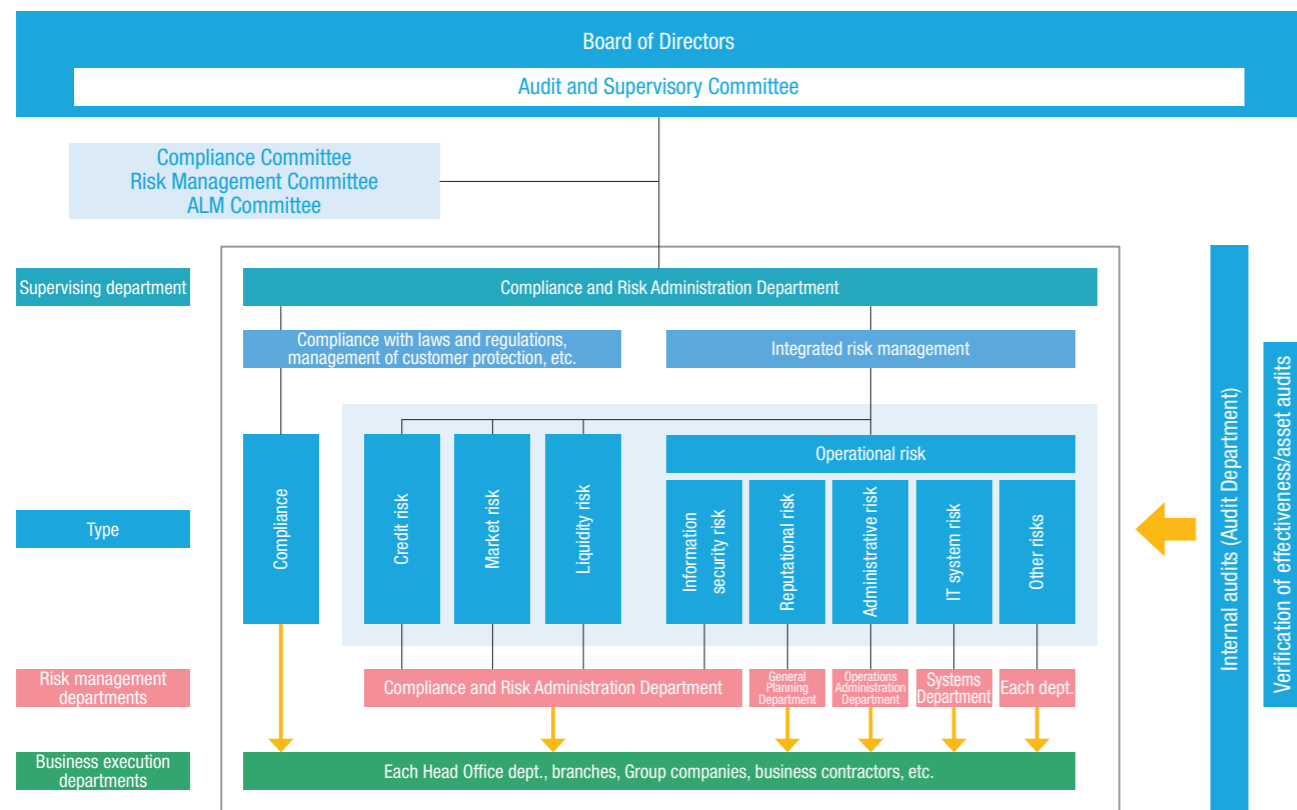 Board of Directors
Audit and Supervisory Committee
Compliance Committee
Risk Management Committee
ALM Committee
Supervising department
Compliance and Risk Administration Department
Compliance with laws and regulations,
management of customer protection, etc.
Integrated risk management
Operational risk
Type
Compliance
Credit risk
Market risk
Liquidity risk
Information
security risk
Reputational risk
Administrative risk
IT system risk
Other risks
Risk management
departments
Compliance and Risk Administration Department
General
Planning
Department
Operations
Administration
Department
Systems
Department
Each dept.
Business execution
departments
Each Head Office dept., branches, Group companies, business contractors, etc.
Internal audits (Audit Department)
Verification of effectiveness/asset audits